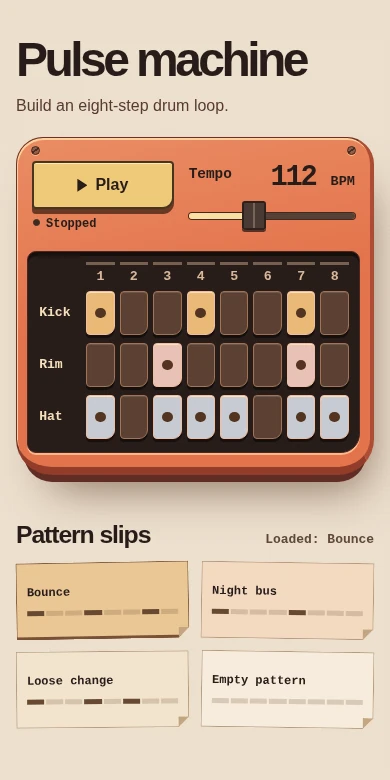 Pulse machine
Build an eight-step drum loop.
Play
Tempo 112 BPM
Stopped
1 2 3 4 5 6 7 8
Kick
Rim
Hat
Pattern slips Loaded: Bounce
Bounce Night bus
Loose change Empty pattern